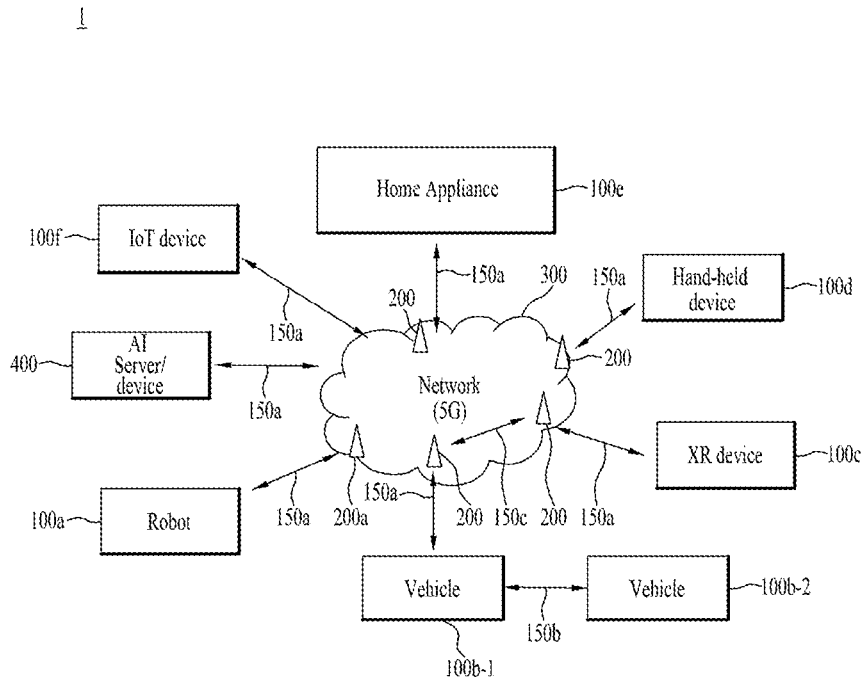 1
Home Appliance
100e
100f
IoT device
150a
300
150a
Hand-held
device
100d
200
150a
200
400
AI
Server/
device
150a
Network
(5G)
XR device
100c
100a
Robot
150a
200a
150a
200
150c
200
150a
Vehicle
Vehicle
100b-2
150b
100b-1